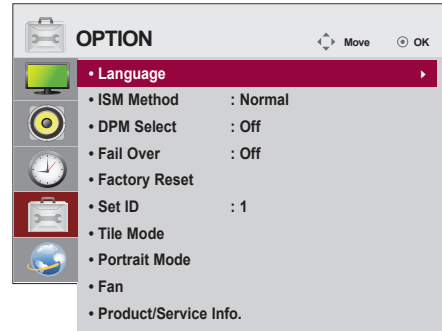 OPTION Move OK
• Language
• ISM Method : Normal
• DPM Select : Off
• Fail Over : Off
• Factory Reset
• Set ID : 1
• Tile Mode
• Portrait Mode
• Fan
• Product/Service Info.